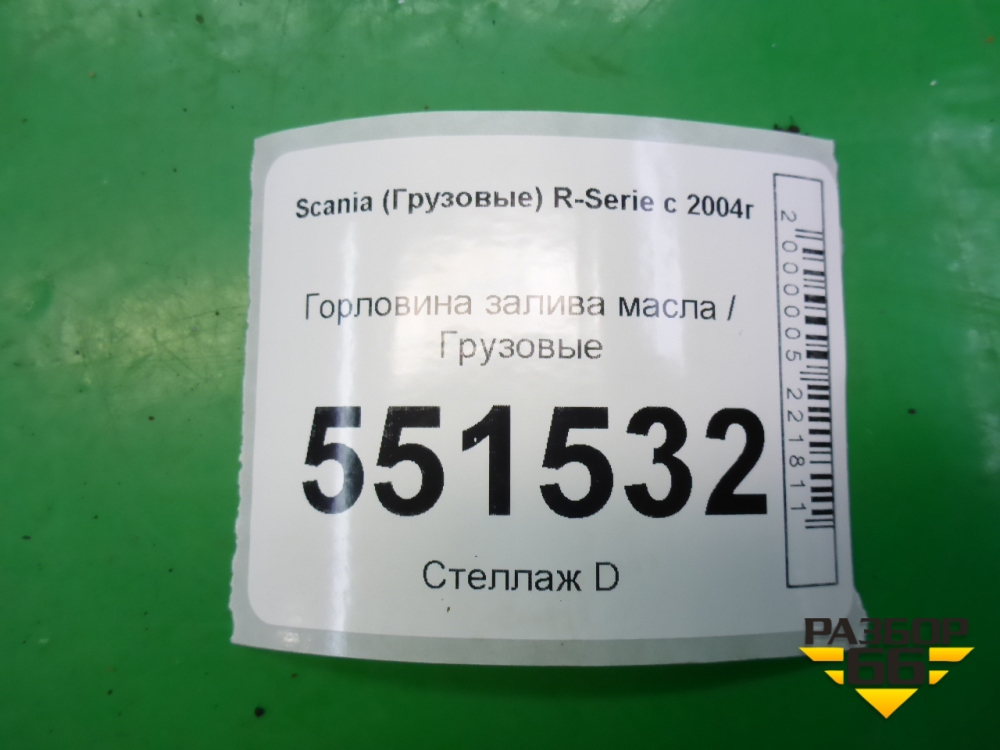 Scania (Грузовые) R-Serie с 2004г
Горловина залива масла /
Грузовые
551532
Стеллаж D
2000005221811
РАЗБОР
66